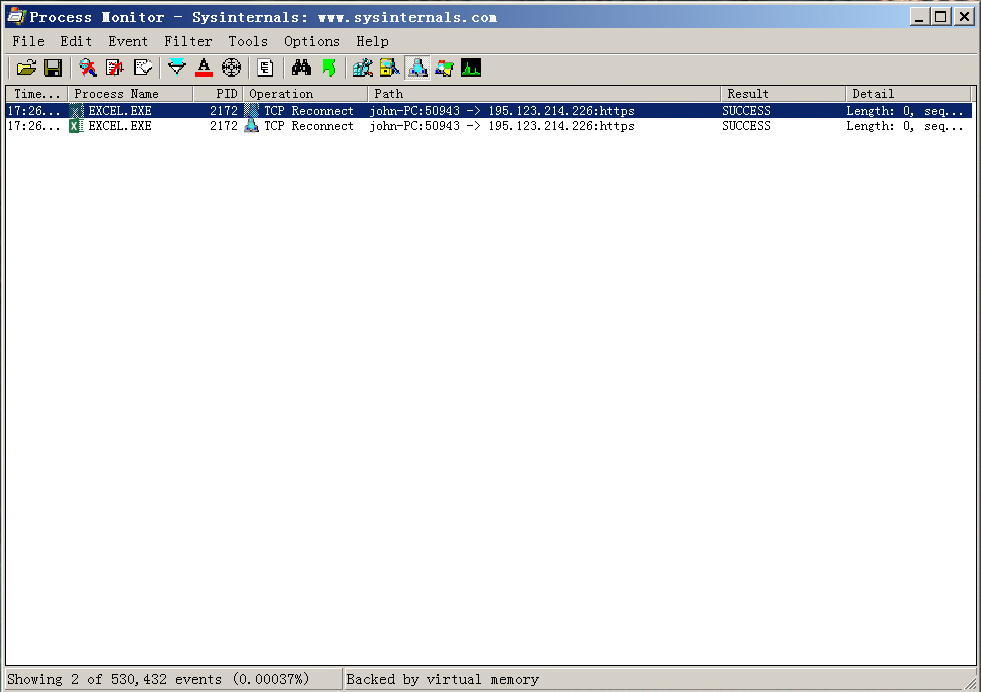 Process Monitor - Sysinternals: www.sysinternals.com
File Edit Event Filter Tools Options Help
Time... Process Name PID Operation Path Result Detail
17:26... EXCEL.EXE 2172 TCP Reconnect john-PC:50943 -> 195.123.214.226:https SUCCESS Length: 0, seq...
17:26... EXCEL.EXE 2172 TCP Reconnect john-PC:50943 -> 195.123.214.226:https SUCCESS Length: 0, seq...
Showing 2 of 530,432 events (0.00037%) Backed by virtual memory